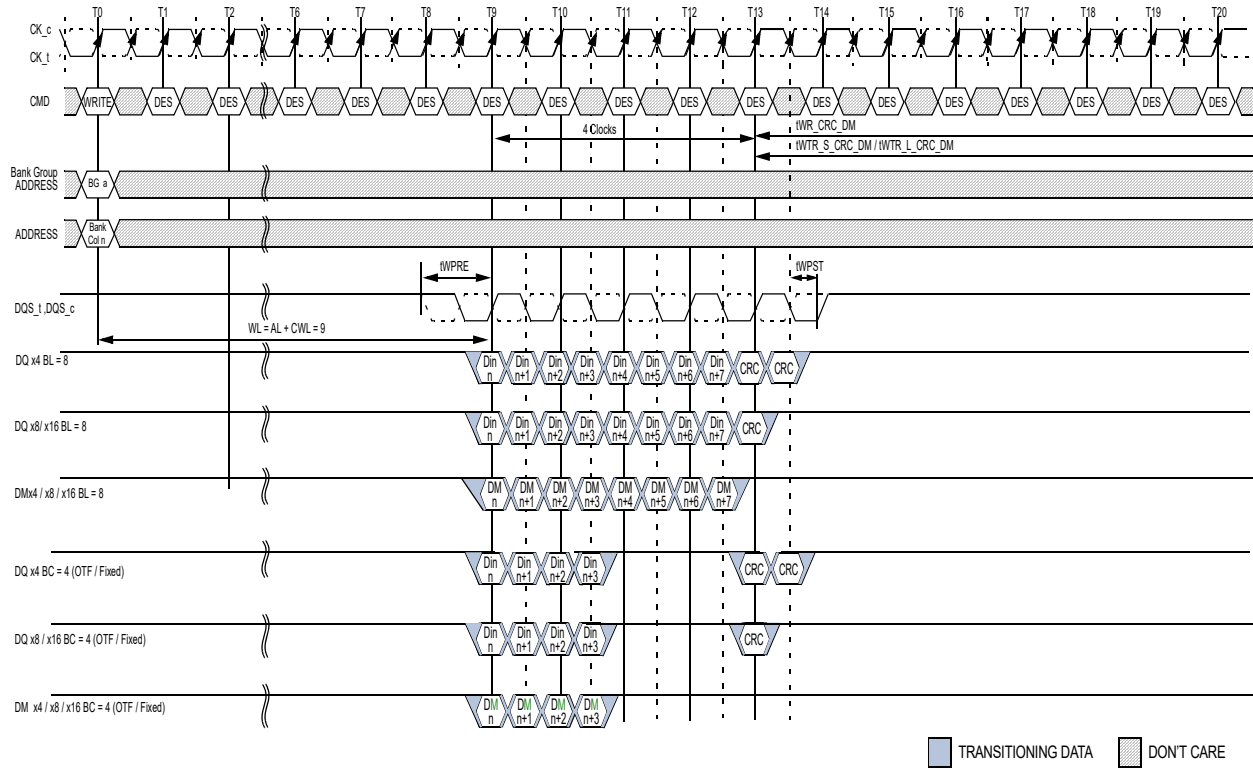 T0 T1 T2 T6 T7 T8 T9 T10 T11 T12 T13 T14 T15 T16 T17 T18 T19 T20
CK_c
CK_t
CMD WRITE DES DES DES DES DES DES DES DES DES DES DES DES DES DES DES DES DES
4 Clocks tWR_CRC_DM
tWTR_S_CRC_DM / tWTR_L_CRC_DM
Bank Group
ADDRESS BG a
ADDRESS Bank
Col n
tWPRE tWPST
DQS_t ,DQS_c
WL = AL + CWL = 9
DQ x4 BL = 8 Din Din Din Din Din Din Din Din CRC CRC
n n+1 n+2 n+3 n+4 n+5 n+6 n+7
DQ x8/ x16 BL = 8 Din Din Din Din Din Din Din Din CRC
n n+1 n+2 n+3 n+4 n+5 n+6 n+7
DMx4 / x8 / x16 BL = 8 DM DM DM DM DM DM DM DM
n n+1 n+2 n+3 n+4 n+5 n+6 n+7
DQ x4 BC = 4 (OTF / Fixed) Din Din Din Din CRC CRC
n n+1 n+2 n+3
DQ x8 / x16 BC = 4 (OTF / Fixed) Din Din Din Din CRC
n n+1 n+2 n+3
DM x4 / x8 / x16 BC = 4 (OTF / Fixed) DM DM DM DM
n n+1 n+2 n+3
TRANSITIONING DATA DON'T CARE